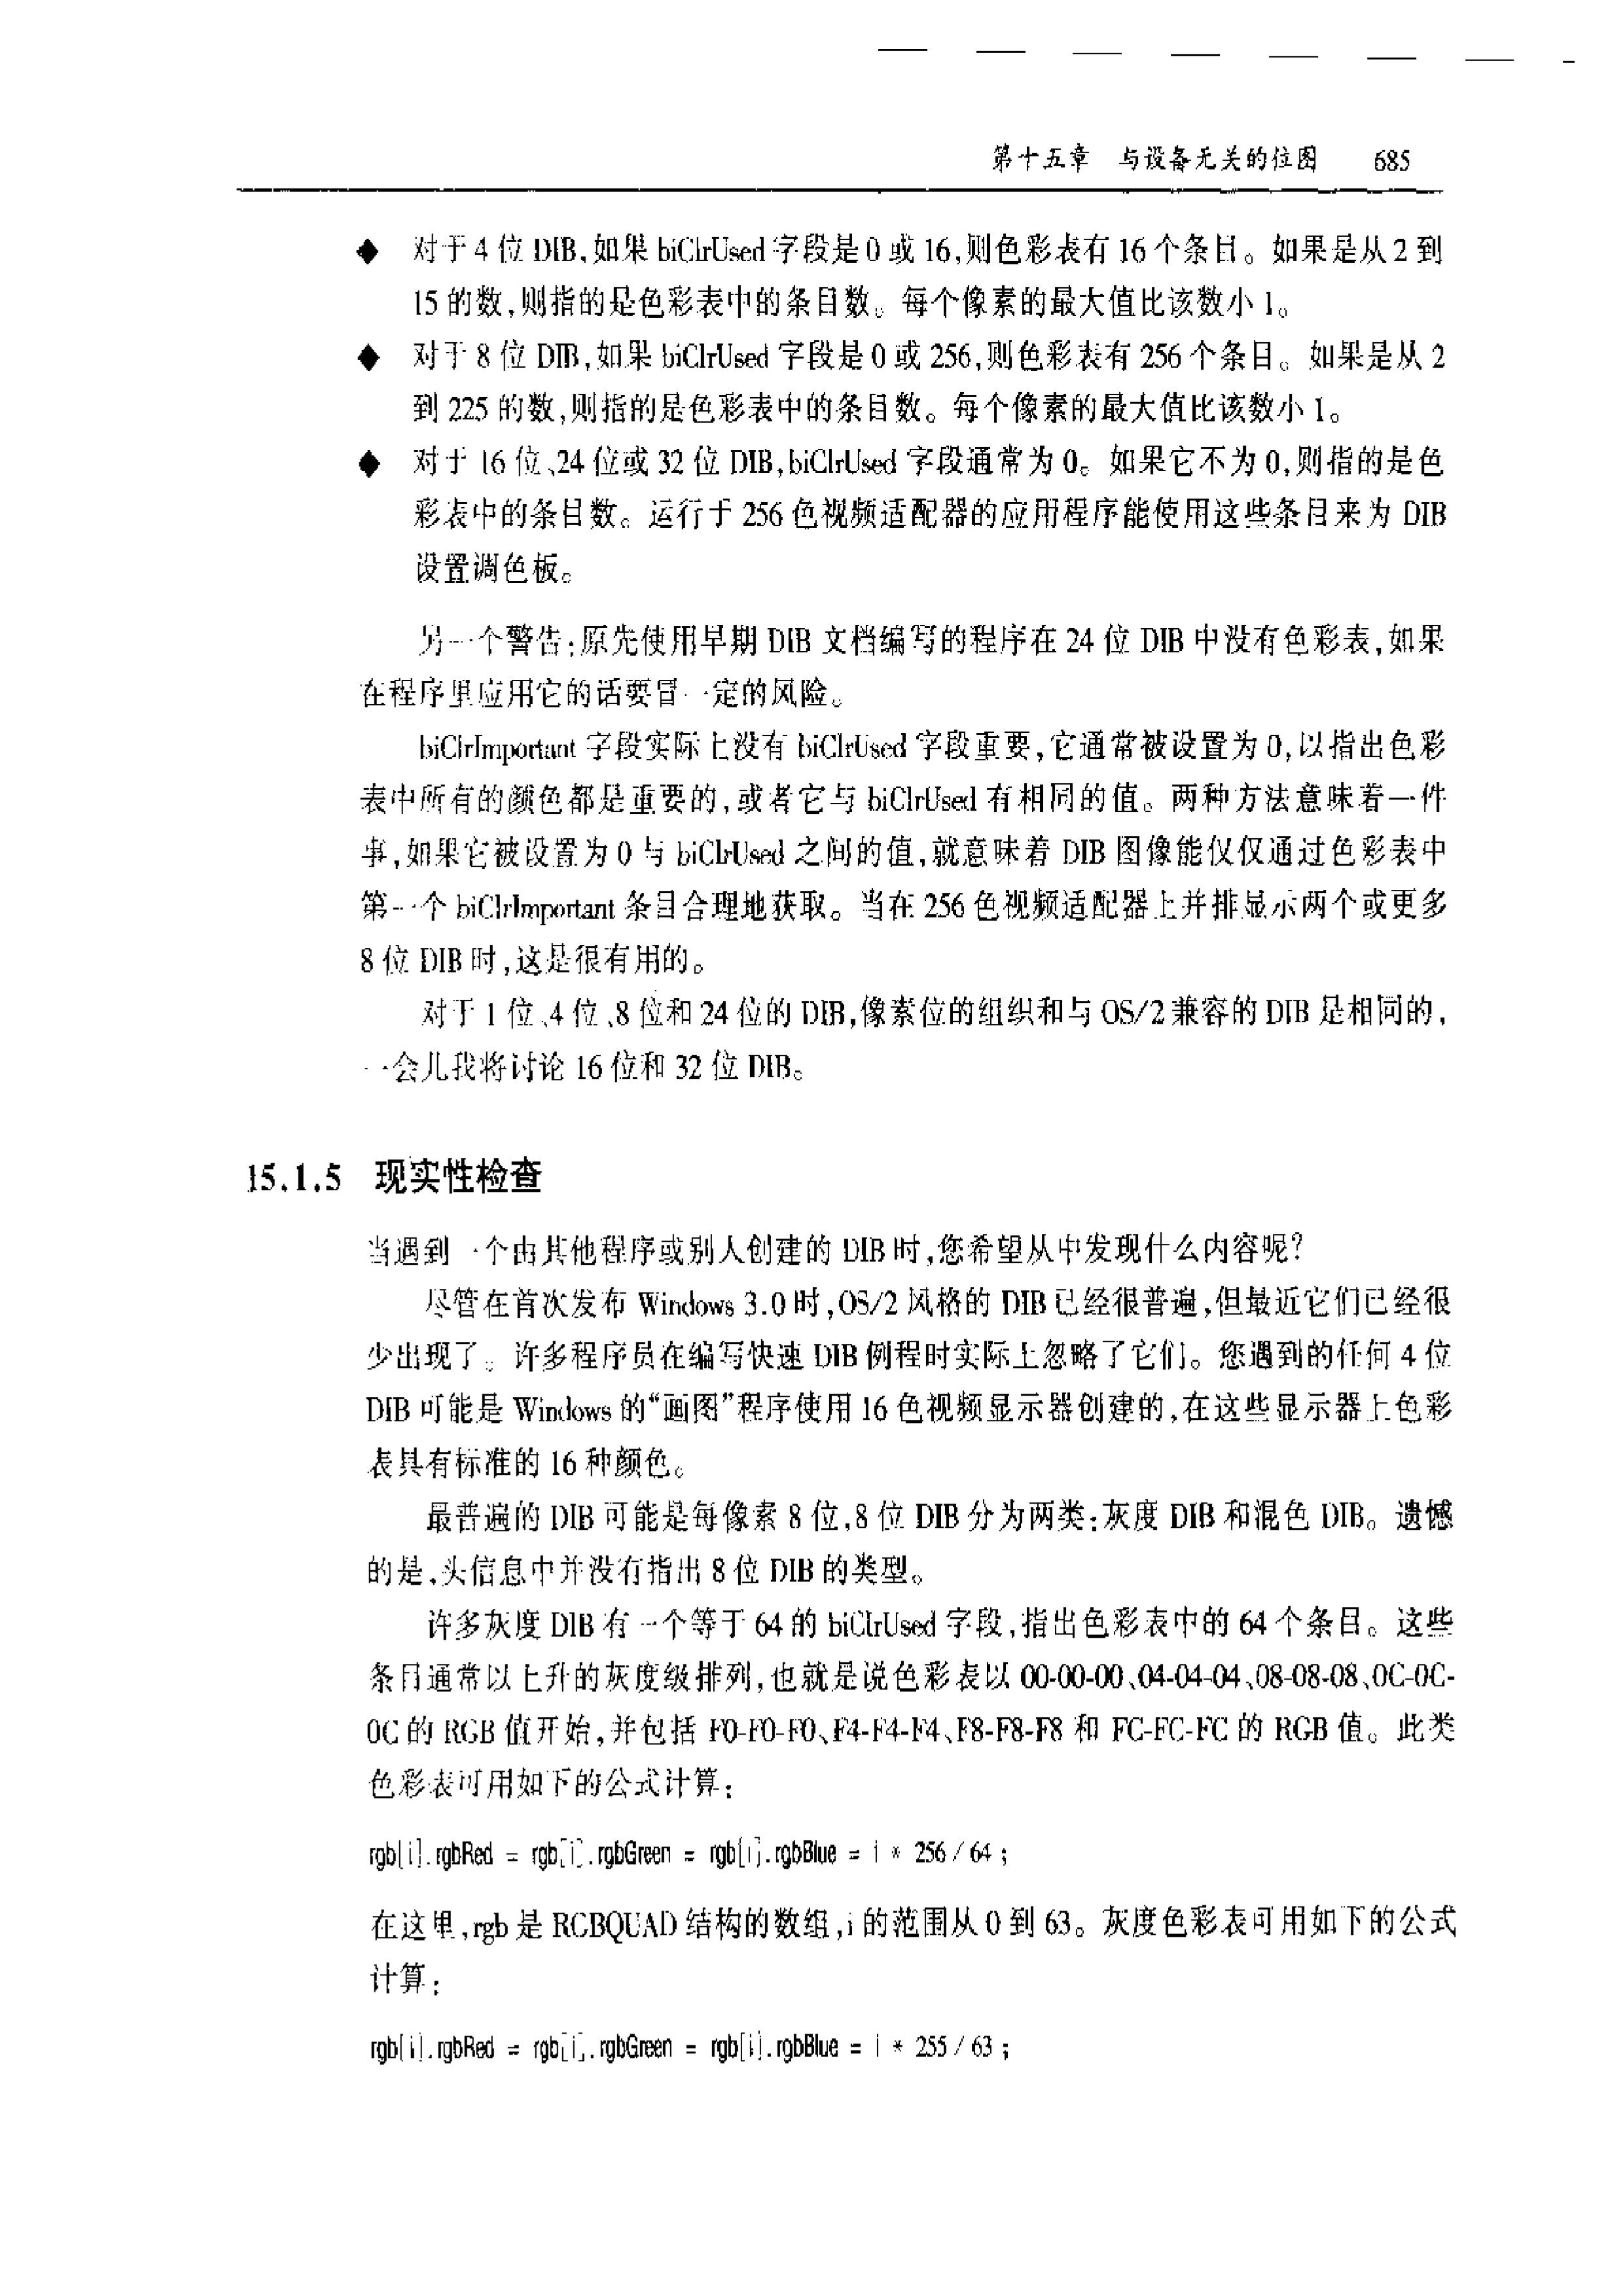 第十五章 与设备无关的位图 685
◆ 对于 4 位 DIB,如果 biClrUsed 字段是 0 或 16,则色彩表有 16 个条目。如果是从 2 到
15 的数,则指的是色彩表中的条目数。每个像素的最大值比该数小 1。
◆ 对于 8 位 DIB,如果 biClrUsed 字段是 0 或 256,则色彩表有 256 个条目。如果是从 2
到 225 的数,则指的是色彩表中的条目数。每个像素的最大值比该数小 1。
◆ 对于 16 位、24 位或 32 位 DIB,biClrUsed 字段通常为 0。如果它不为 0,则指的是色
彩表中的条目数。运行于 256 色视频适配器的应用程序能使用这些条目来为 DIB
设置调色板。
另一个警告:原先使用早期 DIB 文档编写的程序在 24 位 DIB 中没有色彩表,如果
在程序里应用它的话要冒一定的风险。
biClrImportant 字段实际上没有 biClrUsed 字段重要,它通常被设置为 0,以指出色彩
表中所有的颜色都是重要的,或者它与 biClrUsed 有相同的值。两种方法意味着一件
事,如果它被设置为 0 与 biClrUsed 之间的值,就意味着 DIB 图像能仅仅通过色彩表中
第一个 biClrImportant 条目合理地获取。当在 256 色视频适配器上并排显示两个或更多
8 位 DIB 时,这是很有用的。
对于 1 位、4 位、8 位和 24 位的 DIB,像素位的组织和与 OS/2 兼容的 DIB 是相同的,
一会儿我将讨论 16 位和 32 位 DIB。
15.1.5 现实性检查
当遇到一个由其他程序或别人创建的 DIB 时,您希望从中发现什么内容呢?
尽管在首次发布 Windows 3.0 时,OS/2 风格的 DIB 已经很普遍,但最近它们已经很
少出现了。许多程序员在编写快速 DIB 例程时实际上忽略了它们。您遇到的任何 4 位
DIB 可能是 Windows 的“画图”程序使用 16 色视频显示器创建的,在这些显示器上色彩
表具有标准的 16 种颜色。
最普遍的 DIB 可能是每像素 8 位,8 位 DIB 分为两类:灰度 DIB 和混色 DIB。遗憾
的是,头信息中并没有指出 8 位 DIB 的类型。
许多灰度 DIB 有一个等于 64 的 biClrUsed 字段,指出色彩表中的 64 个条目。这些
条目通常以上升的灰度级排列,也就是说色彩表以 00-00-00、04-04-04、08-08-08、0C-0C-
0C 的 RGB 值开始,并包括 F0-F0-F0、F4-F4-F4、F8-F8-F8 和 FC-FC-FC 的 RGB 值。此类
色彩表可用如下的公式计算:
rgb[i].rgbRed = rgb[i].rgbGreen = rgb[i].rgbBlue = i * 256 / 64 ;
在这里,rgb 是 RGBQUAD 结构的数组,i 的范围从 0 到 63。灰度色彩表可用如下的公式
计算:
rgb[i].rgbRed = rgb[i].rgbGreen = rgb[i].rgbBlue = i * 255 / 63 ;